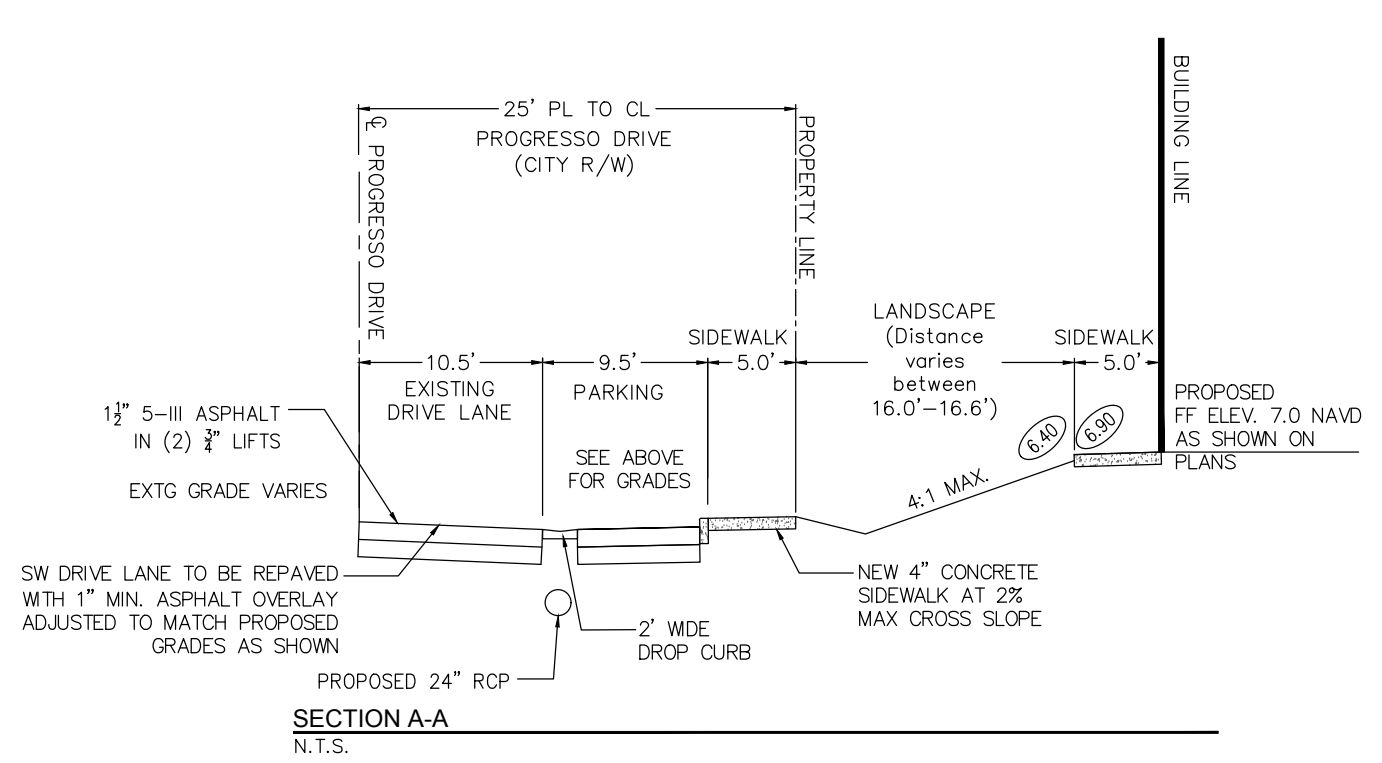 25' PL TO CL
PROGRESSO DRIVE
(CITY R/W)
℄ PROGRESSO DRIVE
PROPERTY LINE
BUILDING LINE
10.5'
EXISTING
DRIVE LANE
9.5'
PARKING
SEE ABOVE
FOR GRADES
SIDEWALK
5.0'
LANDSCAPE
(Distance
varies
between
16.0'-16.6')
SIDEWALK
5.0'
6.40
6.90
4:1 MAX.
PROPOSED
FF ELEV. 7.0 NAVD
AS SHOWN ON
PLANS
1½" 5-III ASPHALT
IN (2) ¾" LIFTS
EXTG GRADE VARIES
SW DRIVE LANE TO BE REPAVED
WITH 1" MIN. ASPHALT OVERLAY
ADJUSTED TO MATCH PROPOSED
GRADES AS SHOWN
PROPOSED 24" RCP
2' WIDE
DROP CURB
NEW 4" CONCRETE
SIDEWALK AT 2%
MAX CROSS SLOPE
SECTION A-A
N.T.S.